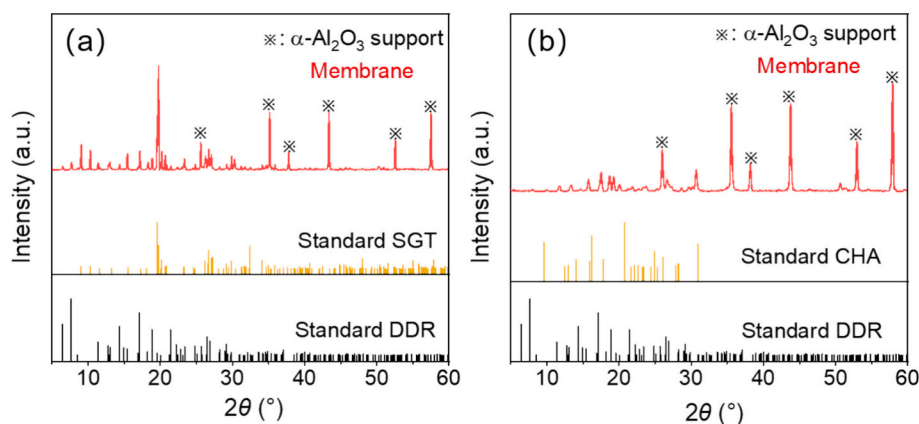 (a)
※: α-Al₂O₃ support
Membrane
※
※
※
※
※
※
Standard SGT
Standard DDR
Intensity (a.u.)
10 20 30 40 50 60
2θ (°)
(b)
※: α-Al₂O₃ support
Membrane
※
※
※
※
※
※
Standard CHA
Standard DDR
Intensity (a.u.)
10 20 30 40 50 60
2θ (°)